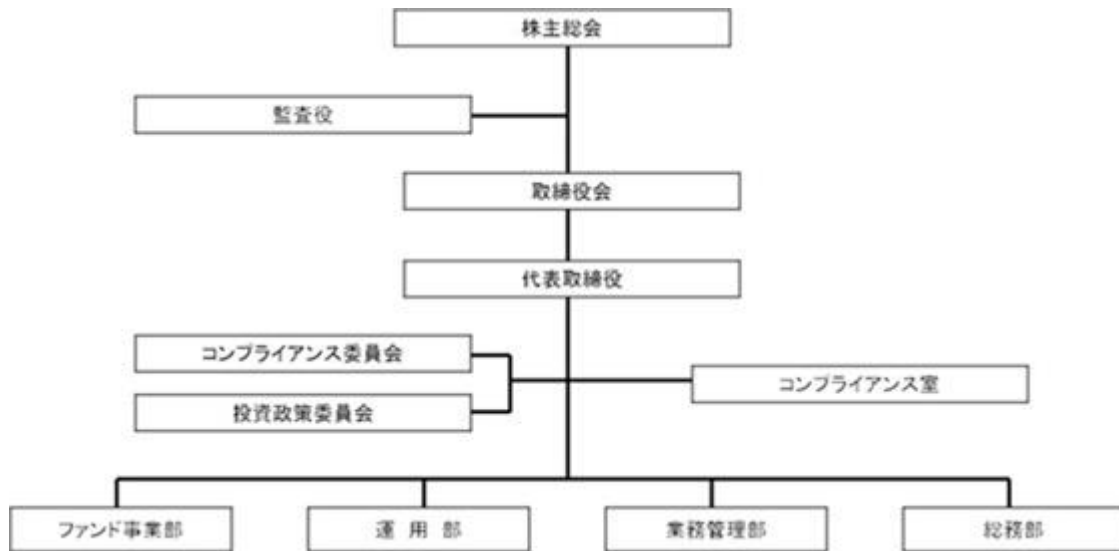 株主総会
監査役
取締役会
代表取締役
コンプライアンス委員会
コンプライアンス室
投資政策委員会
ファンド事業部
運 用 部
業務管理部
総務部